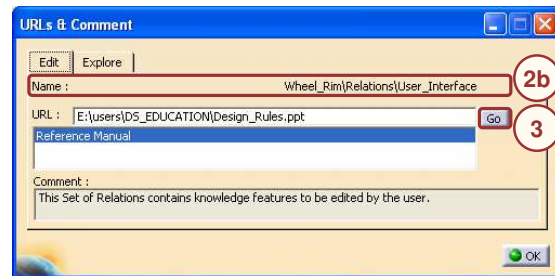 URLs & Comment
Edit Explore
Name : Wheel_Rim\Relations\User_Interface
2b
URL : E:\users\DS_EDUCATION\Design_Rules.ppt Go
3
Reference Manual
Comment :
This Set of Relations contains knowledge features to be edited by the user.
OK